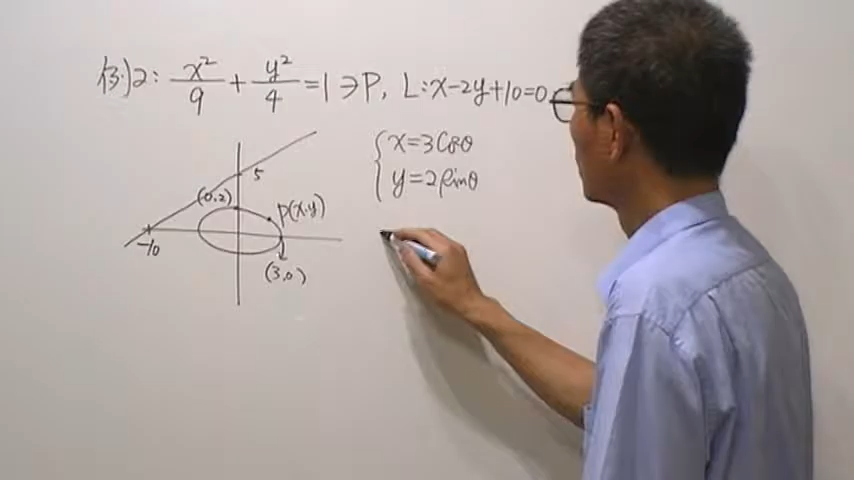 例2: x²/9 + y²/4 = 1 ∋ P, L: x-2y+10=0
x=3cosθ
y=2sinθ
5
(0,2)
P(x,y)
-10
(3,0)